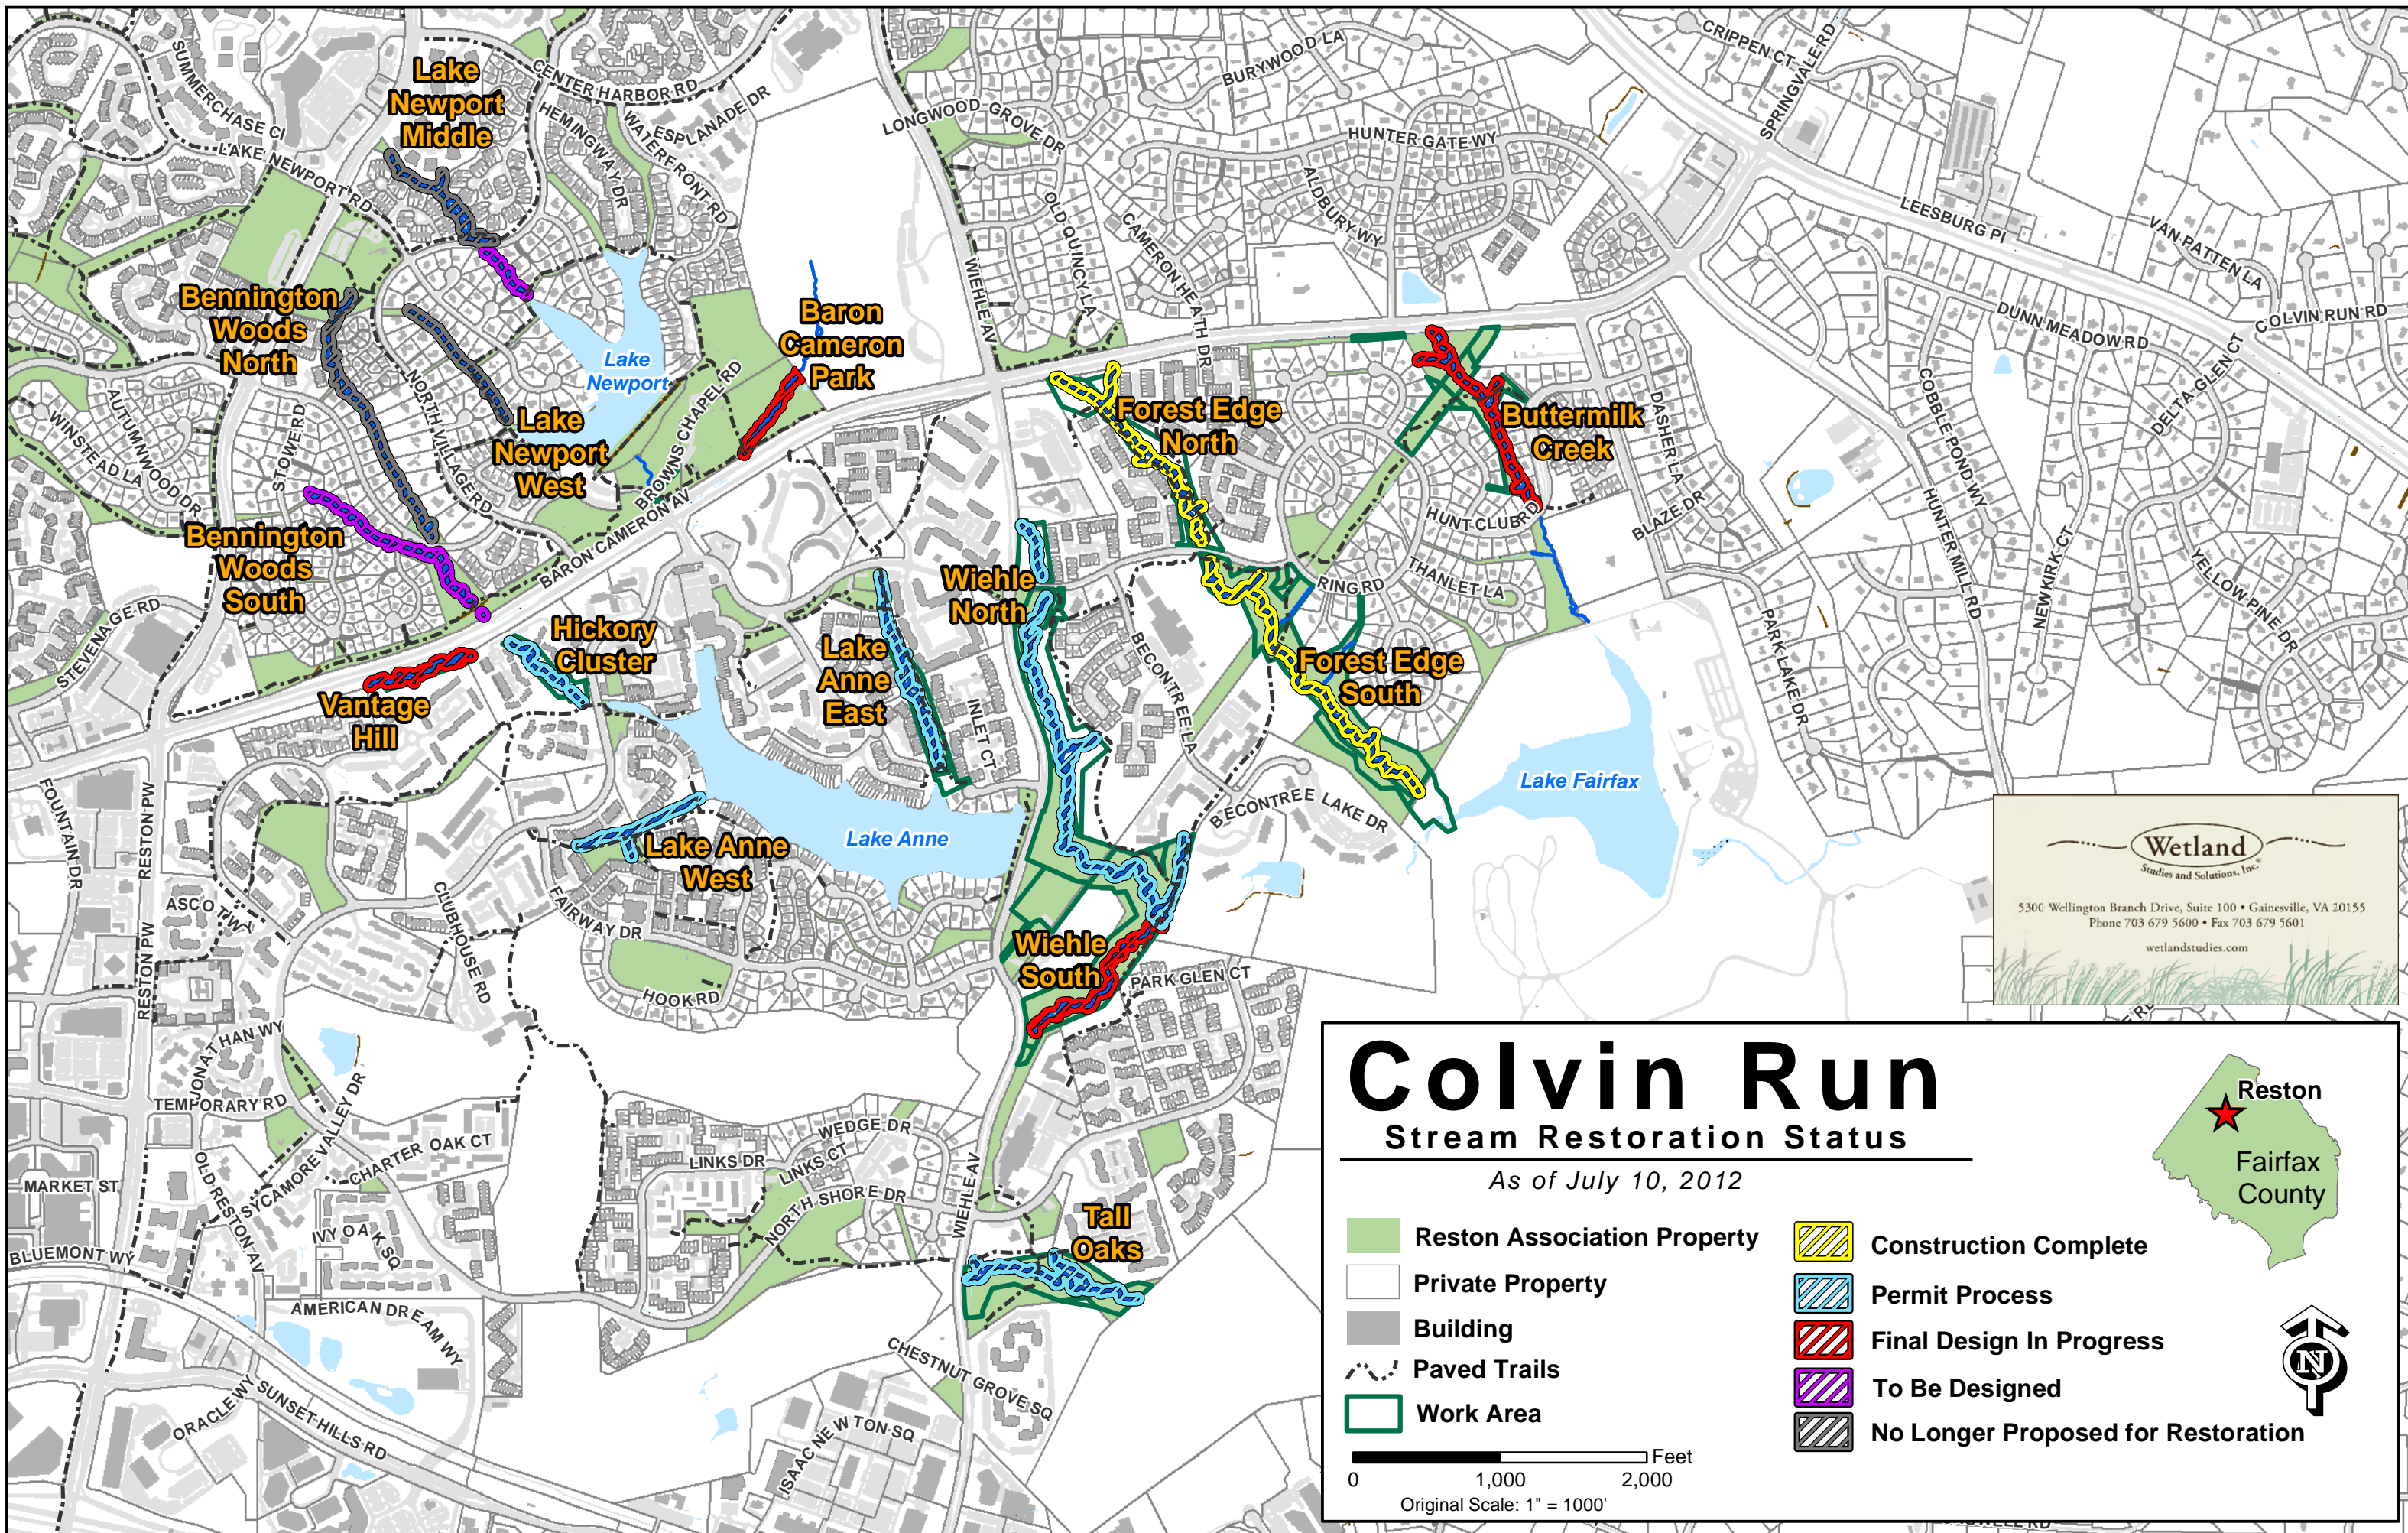 CRIPPEN CT
SPRINGVALE RD
BURYWOOD LA
SUMMERCHASE CI
Lake
Newport
Middle
CENTER HARBOR RD
HEMINGWAY DR
WATERFRONT RD
ESPLANADE DR
LONGWOOD GROVE DR
HUNTER GATE WY
LAKE NEWPORT RD
OLD QUINCY LA
ALDBURY WY
CAMERON HEATH DR
LEESBURG PI
VAN PATTEN LA
WIEHLE AV
Bennington
Woods
North
Baron
Cameron
Park
Lake
Newport
DUNN MEADOW RD
COLVIN RUN RD
DELTA GLEN CT
COBBLE POND WY
AUTUMNWOOD DR
WINSTEAD LA
STOWE RD
NORTH VILLAGE RD
Lake
Newport
West
BROWNS CHAPEL RD
BARON CAMERON AV
Forest Edge
North
Buttermilk
Creek
DASHER LA
BLAZE DR
HUNT CLUB RD
HUNTER MILL RD
NEWKIRK CT
YELLOW PINE DR
Bennington
Woods
South
STEVENAGE RD
Wiehle
North
RING RD
THANLET LA
PARK LAKE DR
Hickory
Cluster
Lake
Anne
East
INLET CT
BECONTREE LA
Forest Edge
South
Vantage
Hill
FOUNTAIN DR
RESTON PW
Lake Fairfax
BECONTREE LAKE DR
Lake Anne
Lake Anne
West
FAIRWAY DR
CLUBHOUSE RD
ASCOT WY
RESTON PW
HOOK RD
Wiehle
South
PARK GLEN CT
Wetland
Studies and Solutions, Inc.®
5300 Wellington Branch Drive, Suite 100 • Gainesville, VA 20155
Phone 703 679 5600 • Fax 703 679 5601
wetlandstudies.com
JONATHAN WY
TEMPORARY RD
SYCAMORE VALLEY DR
CHARTER OAK CT
OLD RESTON AV
MARKET ST
BLUEMONT WY
IVY OAK SQ
AMERICAN DREAM WY
ORACLE WY
SUNSET HILLS RD
LINKS DR
LINKS CT
WEDGE DR
NORTH SHORE DR
WIEHLE AV
Tall
Oaks
CHESTNUT GROVE SQ
ISAAC NEWTON SQ
Colvin Run
Stream Restoration Status
As of July 10, 2012
Reston
Fairfax
County
Reston Association Property
Private Property
Building
Paved Trails
Work Area
Construction Complete
Permit Process
Final Design In Progress
To Be Designed
No Longer Proposed for Restoration
N
Feet
0 1,000 2,000
Original Scale: 1" = 1000'